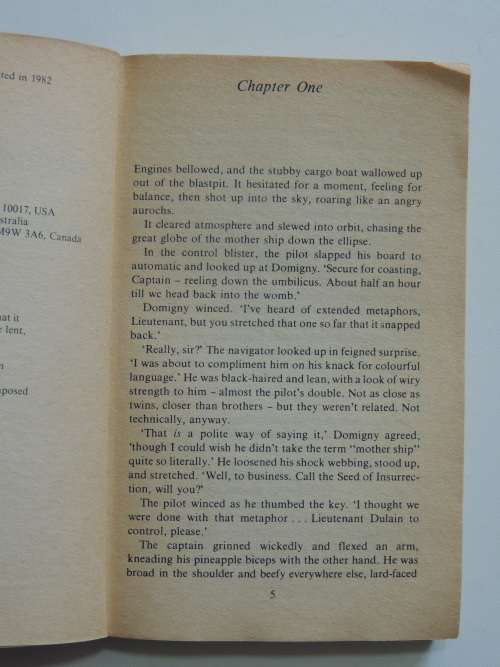 ted in 1982
10017, USA
stralia
M9W 3A6, Canada
at it
lent,
n
posed
Chapter One
Engines bellowed, and the stubby cargo boat wallowed up
out of the blastpit. It hesitated for a moment, feeling for
balance, then shot up into the sky, roaring like an angry
aurochs.
It cleared atmosphere and slewed into orbit, chasing the
great globe of the mother ship down the ellipse.
In the control blister, the pilot slapped his board to
automatic and looked up at Domigny. ‘Secure for coasting,
Captain – reeling down the umbilicus. About half an hour
till we head back into the womb.’
Domigny winced. ‘I've heard of extended metaphors,
Lieutenant, but you stretched that one so far that it snapped
back.’
‘Really, sir?’ The navigator looked up in feigned surprise.
‘I was about to compliment him on his knack for colourful
language.’ He was black-haired and lean, with a look of wiry
strength to him – almost the pilot's double. Not as close as
twins, closer than brothers – but they weren't related. Not
technically, anyway.
‘That is a polite way of saying it,’ Domigny agreed,
‘though I could wish he didn't take the term “mother ship”
quite so literally.’ He loosened his shock webbing, stood up,
and stretched. ‘Well, to business. Call the Seed of Insurrec-
tion, will you?’
The pilot winced as he thumbed the key. ‘I thought we
were done with that metaphor . . . Lieutenant Dulain to
control, please.’
The captain grinned wickedly and flexed an arm,
kneading his pineapple biceps with the other hand. He was
broad in the shoulder and beefy everywhere else, lard-faced
5